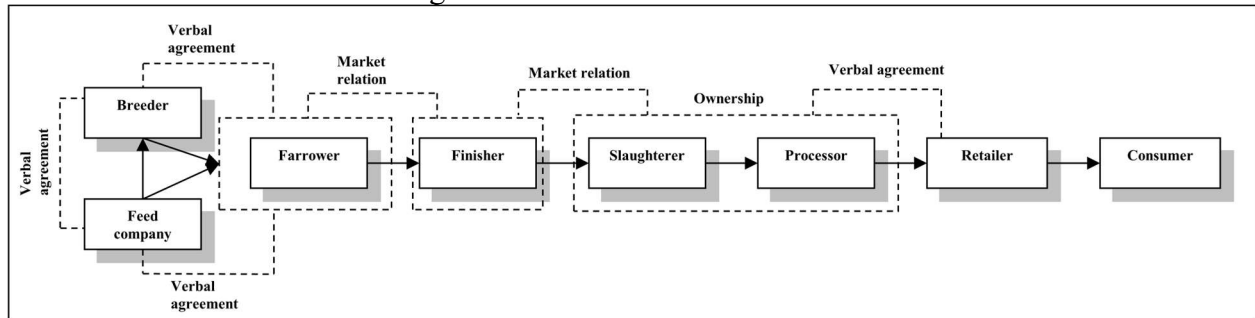 Verbal
agreement
Market
relation
Market relation
Verbal agreement
Ownership
Breeder
Verbal
agreement
Farrower
Finisher
Slaughterer
Processor
Retailer
Consumer
Feed
company
Verbal
agreement